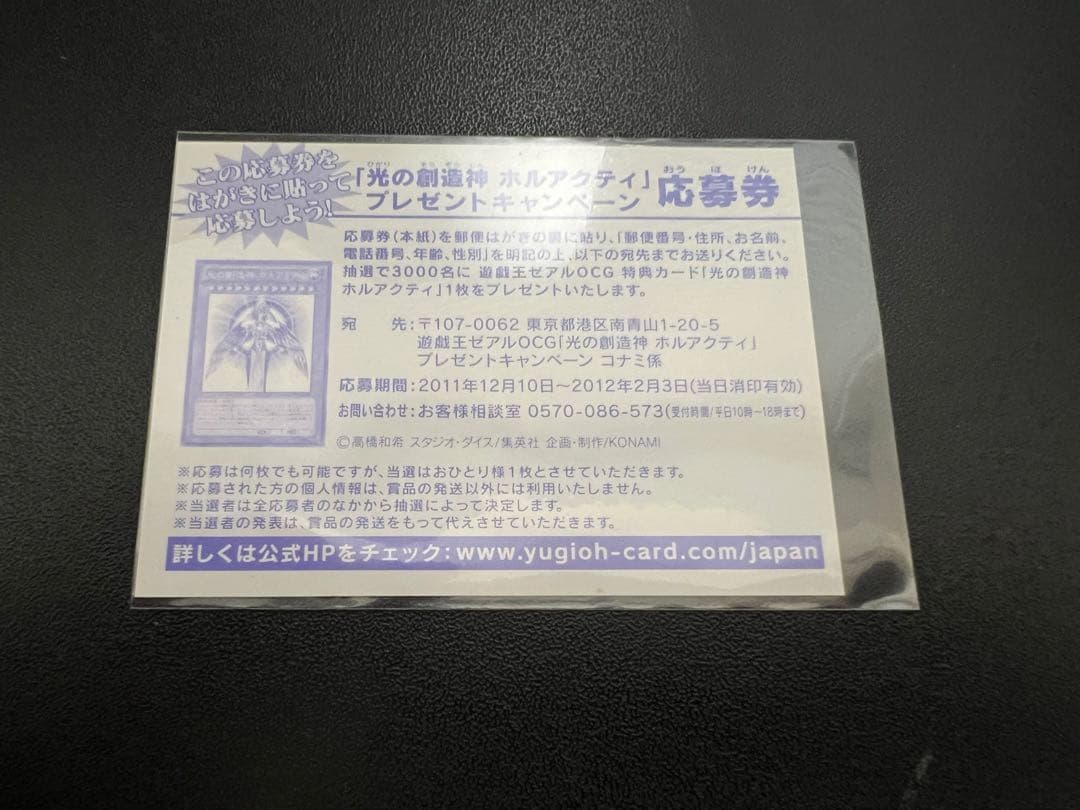 この応募券を
はがきに貼って
応募しよう!
「光の創造神 ホルアクティ」
プレゼントキャンペーン
おうぼけん
応募券
応募券(本紙)を郵便はがきの裏に貼り、「郵便番号・住所、お名前、
電話番号、年齢、性別」を明記の上、以下の宛先までお送りください。
抽選で3000名に 遊戯王ゼアルOCG 特典カード「光の創造神
ホルアクティ」1枚をプレゼントいたします。
宛 先:〒107-0062 東京都港区南青山1-20-5
遊戯王ゼアルOCG「光の創造神 ホルアクティ」
プレゼントキャンペーン コナミ係
応募期間:2011年12月10日〜2012年2月3日(当日消印有効)
お問い合わせ:お客様相談室 0570-086-573(受付時間/平日10時〜18時まで)
©高橋和希 スタジオ・ダイス/集英社 企画・制作/KONAMI
※応募は何枚でも可能ですが、当選はおひとり様1枚とさせていただきます。
※応募された方の個人情報は、賞品の発送以外には利用いたしません。
※当選者は全応募者のなかから抽選によって決定します。
※当選者の発表は、賞品の発送をもって代えさせていただきます。
詳しくは公式HPをチェック:www.yugioh-card.com/japan